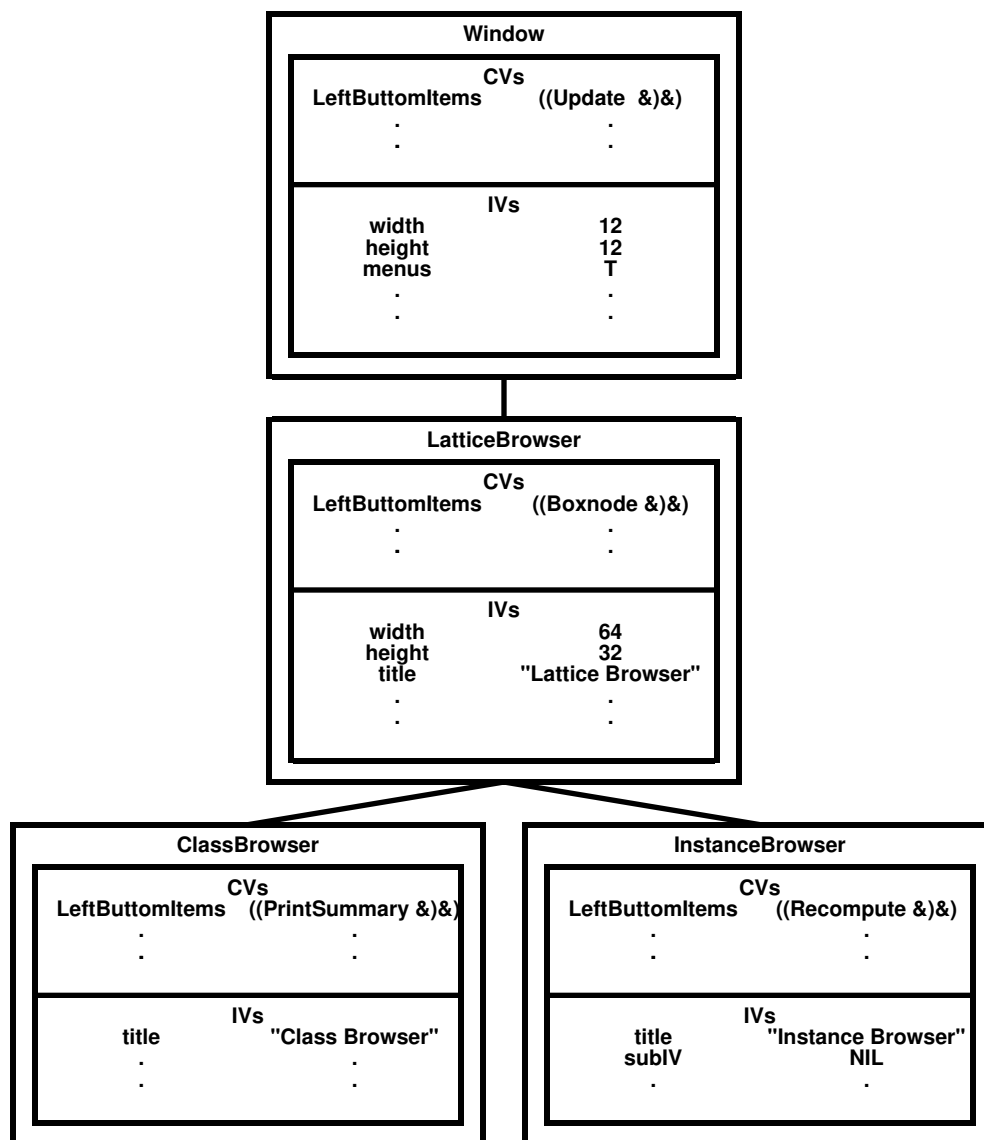 Window
CVs
LeftButtomItems ((Update &)&)
. .
. .
IVs
width 12
height 12
menus T
. .
. .
LatticeBrowser
CVs
LeftButtomItems ((Boxnode &)&)
. .
. .
IVs
width 64
height 32
title "Lattice Browser"
. .
. .
ClassBrowser
CVs
LeftButtomItems ((PrintSummary &)&)
. .
. .
IVs
title "Class Browser"
. .
. .
InstanceBrowser
CVs
LeftButtomItems ((Recompute &)&)
. .
. .
IVs
title "Instance Browser"
subIV NIL
. .